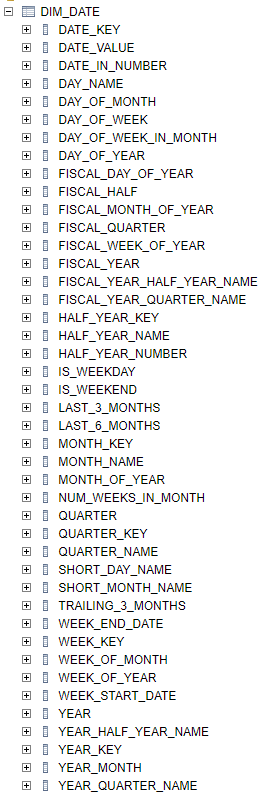 DIM_DATE
DATE_KEY
DATE_VALUE
DATE_IN_NUMBER
DAY_NAME
DAY_OF_MONTH
DAY_OF_WEEK
DAY_OF_WEEK_IN_MONTH
DAY_OF_YEAR
FISCAL_DAY_OF_YEAR
FISCAL_HALF
FISCAL_MONTH_OF_YEAR
FISCAL_QUARTER
FISCAL_WEEK_OF_YEAR
FISCAL_YEAR
FISCAL_YEAR_HALF_YEAR_NAME
FISCAL_YEAR_QUARTER_NAME
HALF_YEAR_KEY
HALF_YEAR_NAME
HALF_YEAR_NUMBER
IS_WEEKDAY
IS_WEEKEND
LAST_3_MONTHS
LAST_6_MONTHS
MONTH_KEY
MONTH_NAME
MONTH_OF_YEAR
NUM_WEEKS_IN_MONTH
QUARTER
QUARTER_KEY
QUARTER_NAME
SHORT_DAY_NAME
SHORT_MONTH_NAME
TRAILING_3_MONTHS
WEEK_END_DATE
WEEK_KEY
WEEK_OF_MONTH
WEEK_OF_YEAR
WEEK_START_DATE
YEAR
YEAR_HALF_YEAR_NAME
YEAR_KEY
YEAR_MONTH
YEAR_QUARTER_NAME